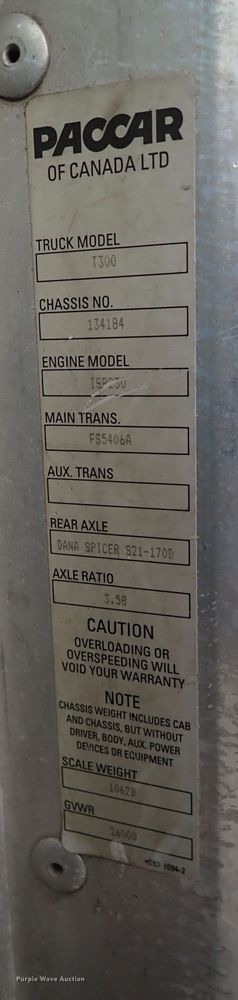 PACCAR
OF CANADA LTD
TRUCK MODEL
T300
CHASSIS NO.
134184
ENGINE MODEL
ISB230
MAIN TRANS.
FS5406A
AUX. TRANS
REAR AXLE
DANA SPICER S21-170D
AXLE RATIO
3.58
CAUTION
OVERLOADING OR
OVERSPEEDING WILL
VOID YOUR WARRANTY
NOTE
CHASSIS WEIGHT INCLUDES CAB
AND CHASSIS, BUT WITHOUT
DRIVER, BODY, AUX. POWER
DEVICES OR EQUIPMENT
SCALE WEIGHT
10628
GVWR
26000
1094-2
Purple Wave Auction